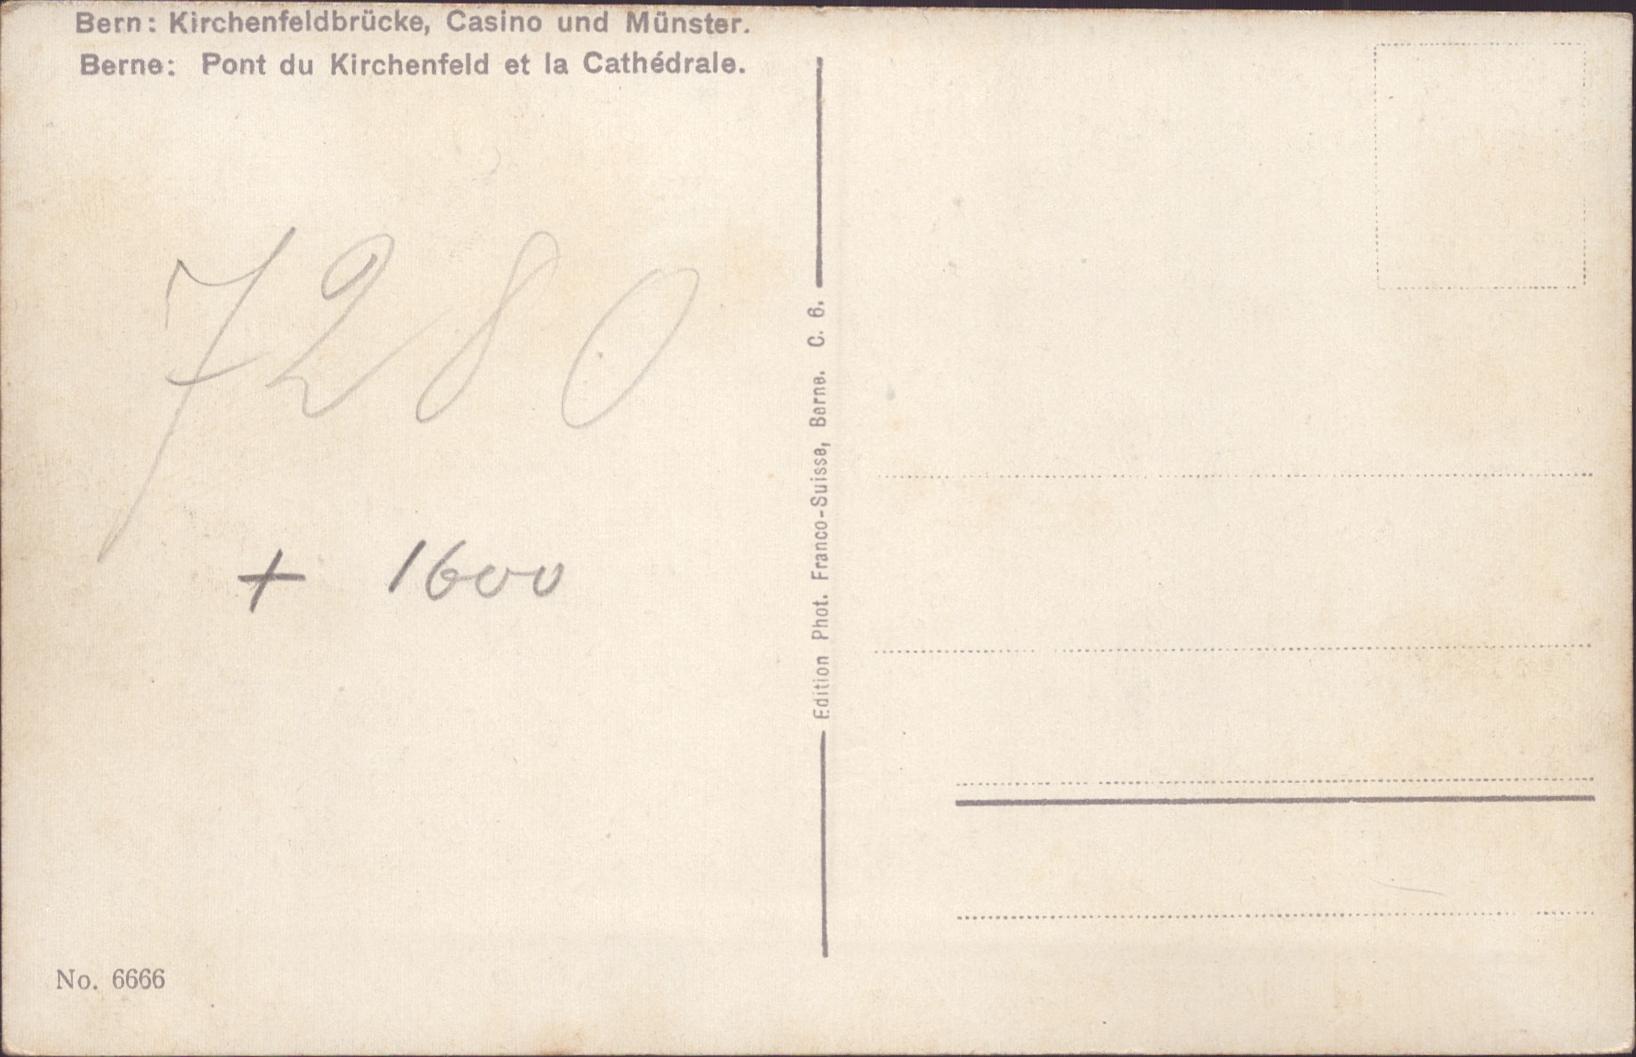 Bern: Kirchenfeldbrücke, Casino und Münster.
Berne: Pont du Kirchenfeld et la Cathédrale.
7280
+ 1600
Edition Phot. Franco-Suisse, Berne. C. 6.
No. 6666